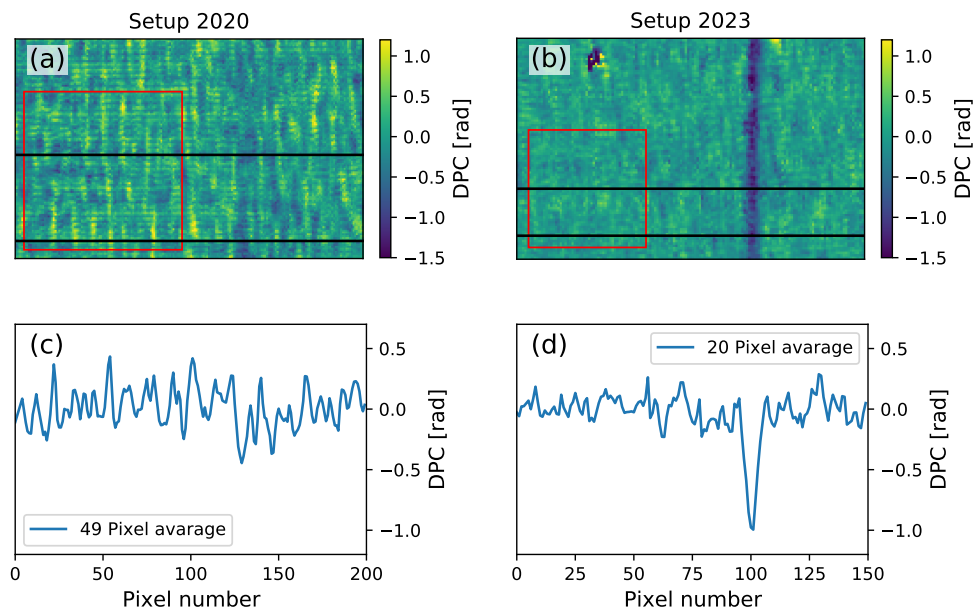 Setup 2020
Setup 2023
(a)
1.0
0.5
0.0
−0.5
−1.0
−1.5
DPC [rad]
(b)
1.0
0.5
0.0
−0.5
−1.0
−1.5
DPC [rad]
(c)
49 Pixel avarage
0.5
0.0
−0.5
−1.0
DPC [rad]
0 50 100 150 200
Pixel number
(d)
20 Pixel avarage
0.5
0.0
−0.5
−1.0
DPC [rad]
0 25 50 75 100 125 150
Pixel number